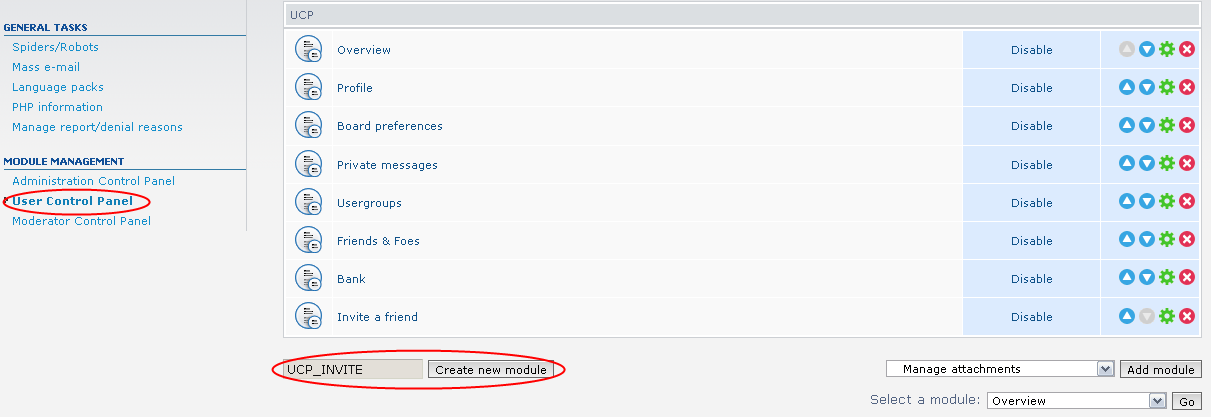 GENERAL TASKS
Spiders/Robots
Mass e-mail
Language packs
PHP information
Manage report/denial reasons
MODULE MANAGEMENT
Administration Control Panel
User Control Panel
Moderator Control Panel
UCP
Overview Disable
Profile Disable
Board preferences Disable
Private messages Disable
Usergroups Disable
Friends & Foes Disable
Bank Disable
Invite a friend Disable
UCP_INVITE Create new module Manage attachments Add module
Select a module: Overview Go